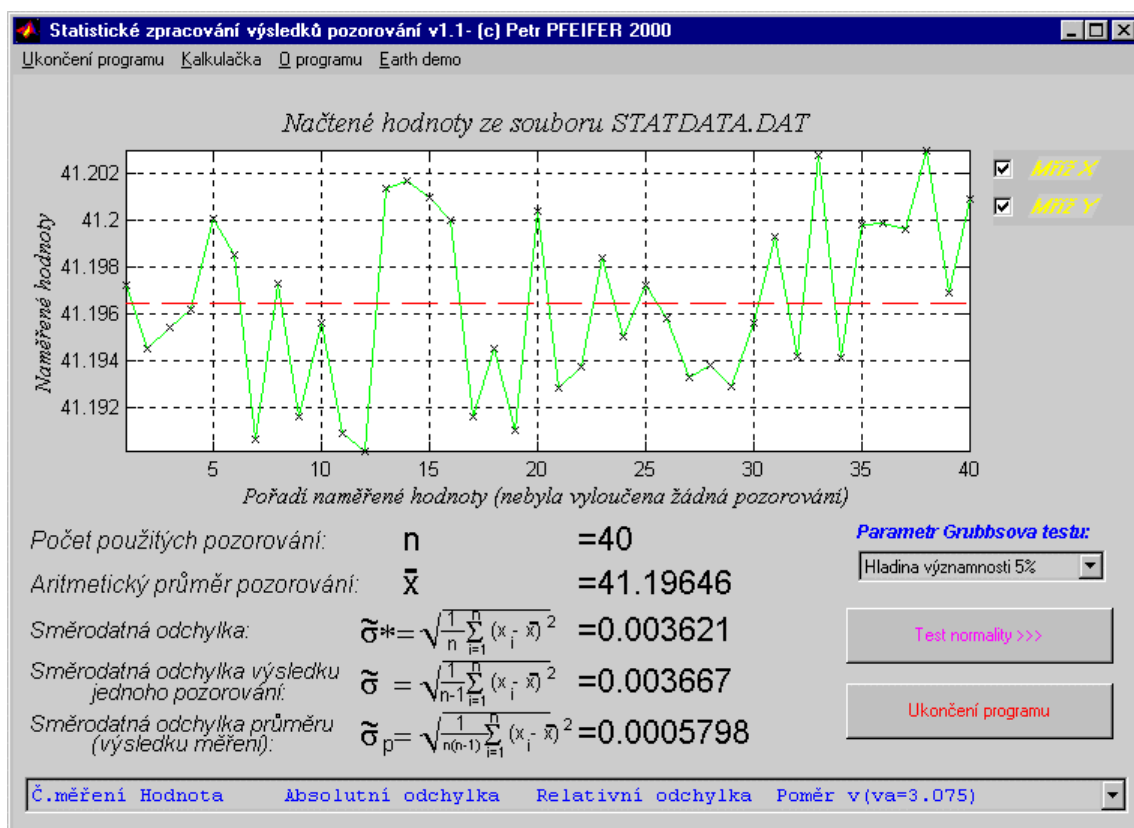 Statistické zpracování výsledků pozorování v1.1- (c) Petr PFEIFER 2000
Ukončení programu Kalkulačka O programu Earth demo
Načtené hodnoty ze souboru STATDATA.DAT
Naměřené hodnoty
41.202
41.2
41.198
41.196
41.194
41.192
5 10 15 20 25 30 35 40
Pořadí naměřené hodnoty (nebyla vyloučena žádná pozorování)
Mříž X
Mříž Y
Počet použitých pozorování: n =40
Aritmetický průměr pozorování: x̄ =41.19646
Směrodatná odchylka: σ̃*=√(1/n n∑i=1 (x_i- x̄)²) =0.003621
Směrodatná odchylka výsledku
jednoho pozorování: σ̃ =√(1/n-1 n∑i=1 (x_i- x̄)²) =0.003667
Směrodatná odchylka průměru
(výsledku měření): σ̃_p=√(1/n(n-1) n∑i=1 (x_i- x̄)²) =0.0005798
Parametr Grubbsova testu:
Hladina významnosti 5%
Test normality >>>
Ukončení programu
Č.měření Hodnota Absolutní odchylka Relativní odchylka Poměr v(va=3.075)